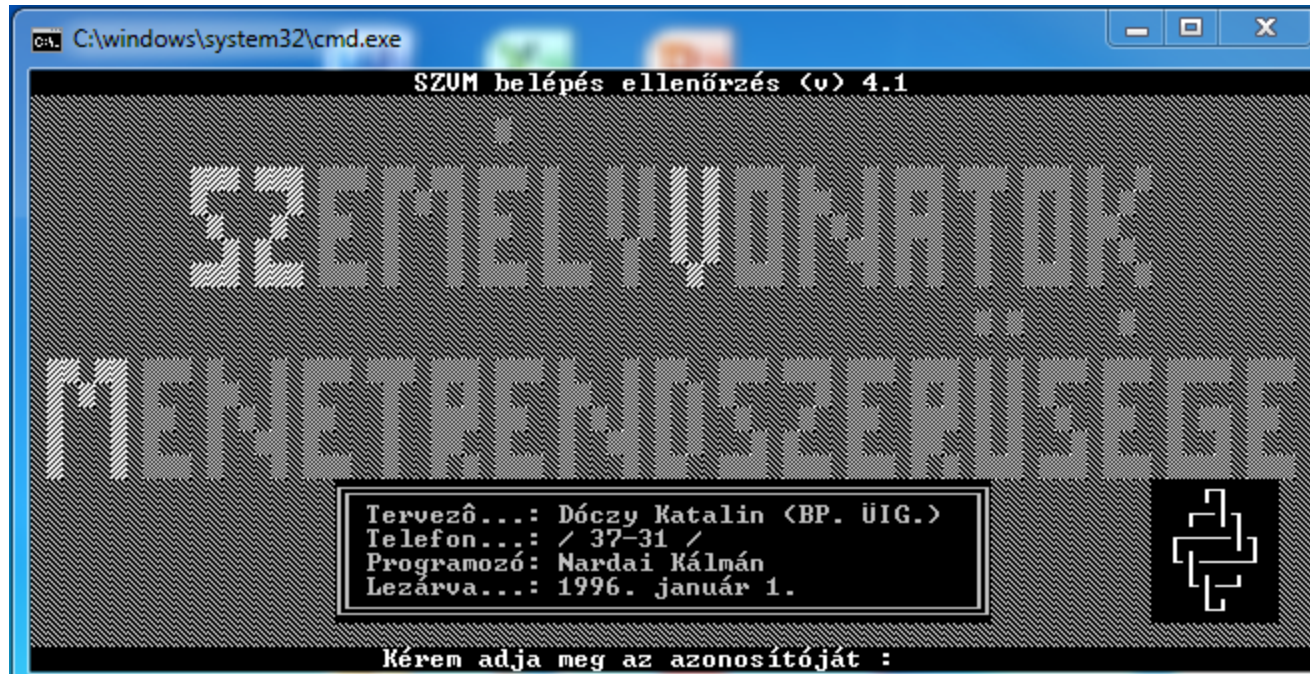 C:\windows\system32\cmd.exe
SZVM belépés ellenőrzés (v) 4.1
SZEMÉLYVONATOK
MENETRENDSZERÜSÉGE
Tervezô...: Dóczy Katalin (BP. ÜIG.)
Telefon...: / 37-31 /
Programozó: Nardai Kálmán
Lezárva...: 1996. január 1.
Kérem adja meg az azonosítóját :